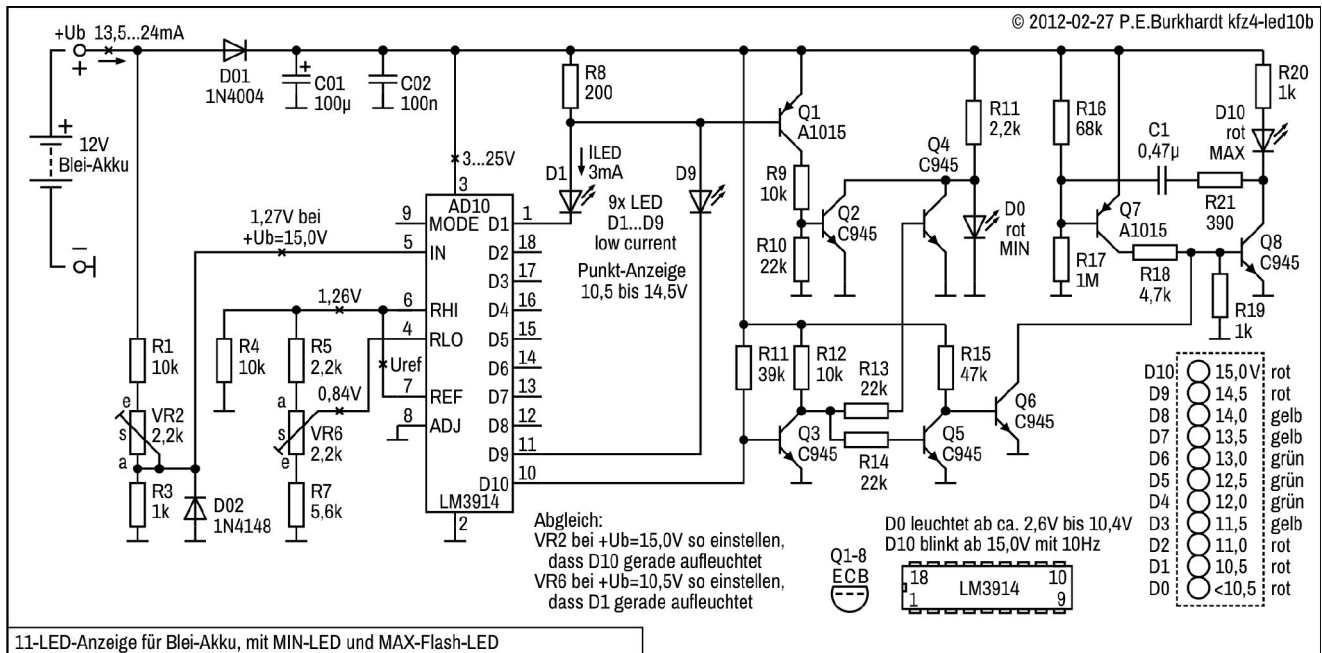 © 2012-02-27 P.E.Burkhardt kfz4-led10b
+Ub 13,5...24mA
+
D01
1N4004
+
C01
100µ
C02
100n
R8
200
Q1
A1015
R11
2,2k
R16
68k
R20
1k
D10
rot
MAX
+
12V
Blei-Akku
3...25V
3
ILED
3mA
D1
D9
9x LED
D1...D9
low current
Punkt-Anzeige
10,5 bis 14,5V
R9
10k
Q2
C945
Q4
C945
D0
rot
MIN
C1
0,47µ
R21
390
Q7
A1015
Q8
C945
R10
22k
R17
1M
R18
4,7k
R19
1k
1,27V bei
+Ub=15,0V
1,26V
Uref
0,84V
AD10
9 MODE
5 IN
6 RHI
4 RLO
7 REF
8 ADJ
D1 1
D2 18
D3 17
D4 16
D5 15
D6 14
D7 13
D8 12
D9 11
D10 10
LM3914
2
−
R1
10k
R4
10k
R5
2,2k
e
s
a
VR2
2,2k
a
s
e
VR6
2,2k
R3
1k
D02
1N4148
R7
5,6k
R11
39k
R12
10k
R13
22k
R15
47k
Q3
C945
R14
22k
Q5
C945
Q6
C945
D10 15,0V rot
D9 14,5 rot
D8 14,0 gelb
D7 13,5 gelb
D6 13,0 grün
D5 12,5 grün
D4 12,0 grün
D3 11,5 gelb
D2 11,0 rot
D1 10,5 rot
D0 <10,5 rot
Abgleich:
VR2 bei +Ub=15,0V so einstellen,
dass D10 gerade aufleuchtet
VR6 bei +Ub=10,5V so einstellen,
dass D1 gerade aufleuchtet
D0 leuchtet ab ca. 2,6V bis 10,4V
D10 blinkt ab 15,0V mit 10Hz
Q1-8
ECB
18 10
LM3914
1 9
11-LED-Anzeige für Blei-Akku, mit MIN-LED und MAX-Flash-LED